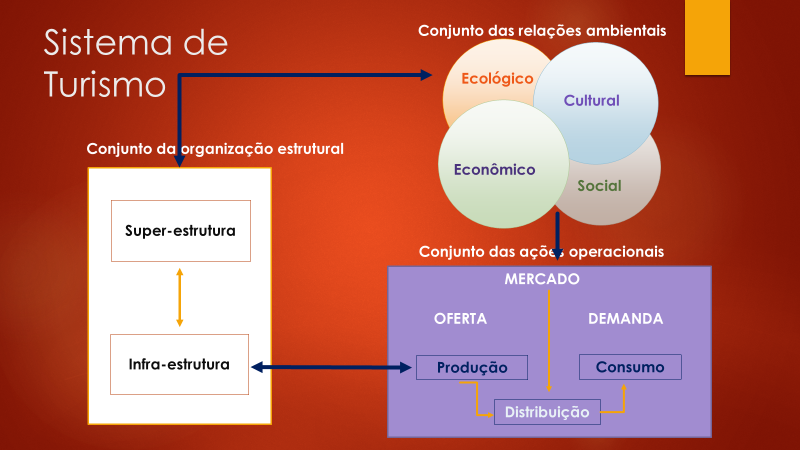 Sistema de
Turismo
Conjunto das relações ambientais
Ecológico
Cultural
Econômico
Social
Conjunto da organização estrutural
Super-estrutura
Infra-estrutura
Conjunto das ações operacionais
MERCADO
OFERTA
DEMANDA
Produção
Consumo
Distribuição